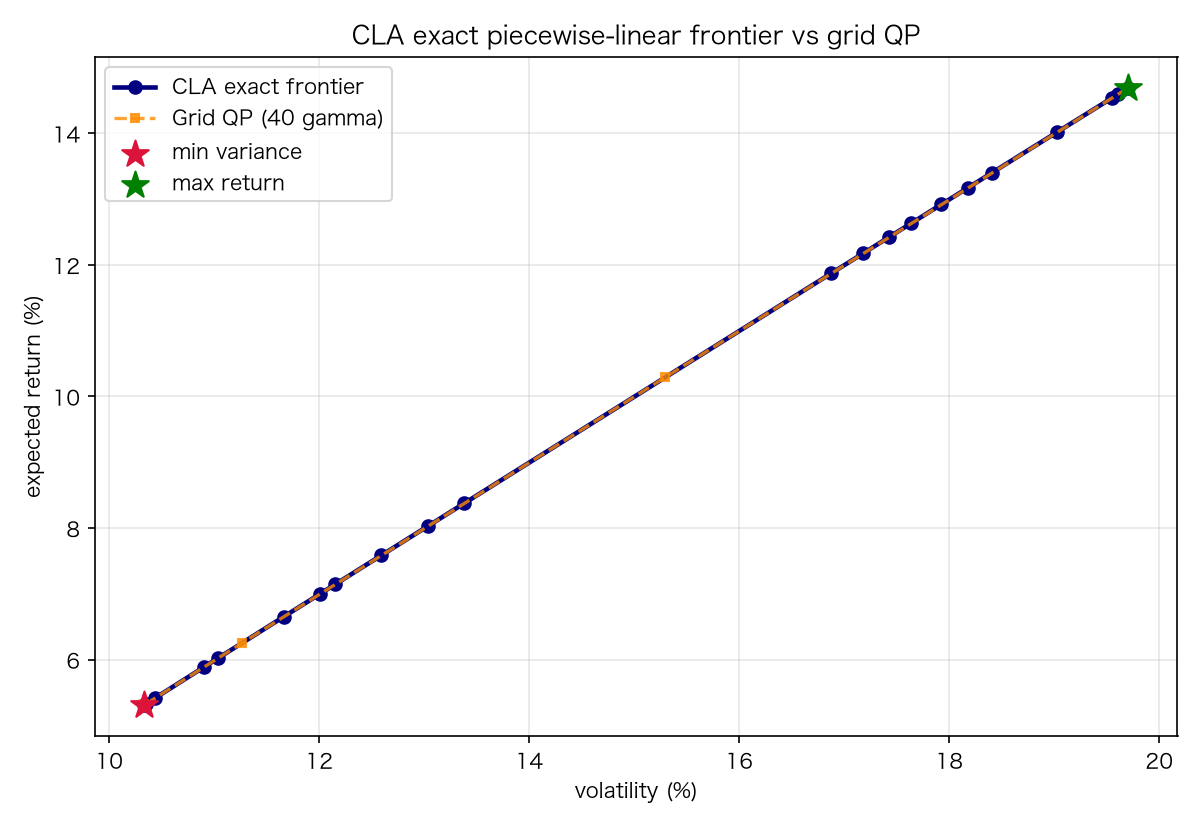 CLA exact piecewise-linear frontier vs grid QP
CLA exact frontier
Grid QP (40 gamma)
min variance
max return
expected return (%)
14
12
10
8
6
10
12
14
16
18
20
volatility (%)